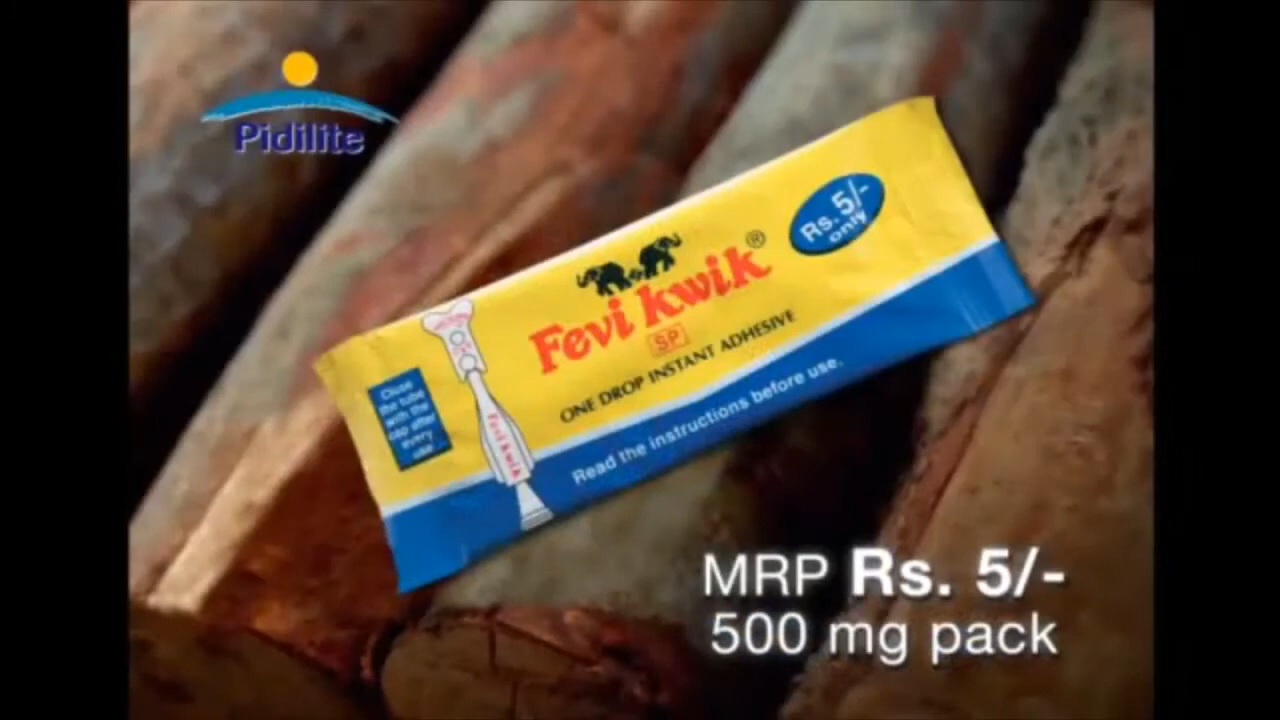 Pidilite
Rs. 5/-
only
Fevi kwik®
SP
ONE DROP INSTANT ADHESIVE
Read the instructions before use.
Close
the tube
with the
cap after
every
use
Fevi kwik
MRP Rs. 5/-
500 mg pack